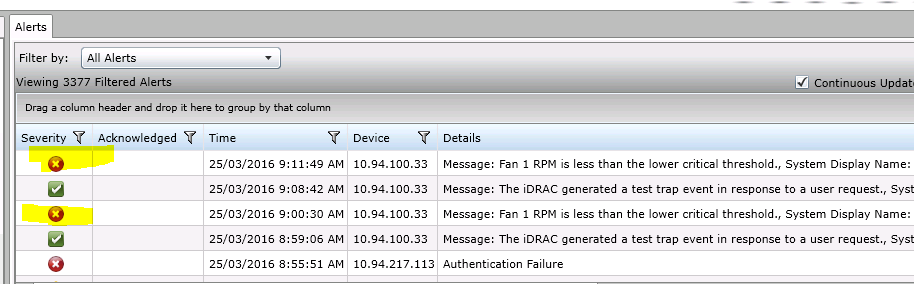 Alerts
Filter by: All Alerts
Viewing 3377 Filtered Alerts Continuous Update
Drag a column header and drop it here to group by that column
Severity Acknowledged Time Device Details
25/03/2016 9:11:49 AM 10.94.100.33 Message: Fan 1 RPM is less than the lower critical threshold., System Display Name:
25/03/2016 9:08:42 AM 10.94.100.33 Message: The iDRAC generated a test trap event in response to a user request., Sys
25/03/2016 9:00:30 AM 10.94.100.33 Message: Fan 1 RPM is less than the lower critical threshold., System Display Name:
25/03/2016 8:59:06 AM 10.94.100.33 Message: The iDRAC generated a test trap event in response to a user request., Sys
25/03/2016 8:55:51 AM 10.94.217.113 Authentication Failure